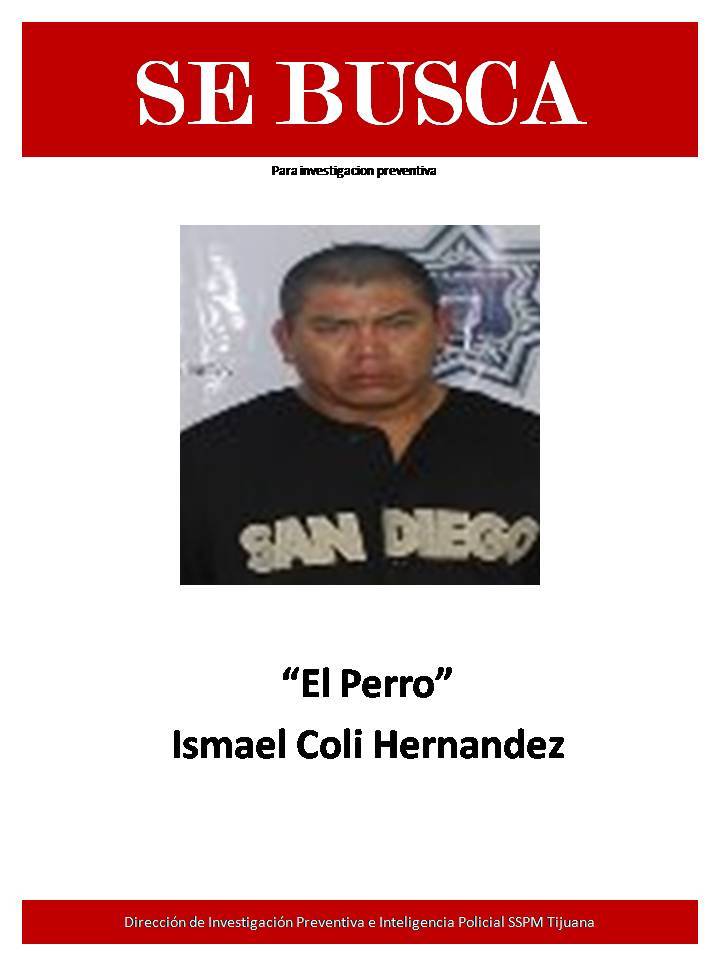 SE BUSCA
Para investigacion preventiva
SAN DIEGO
“El Perro”
Ismael Coli Hernandez
Dirección de Investigación Preventiva e Inteligencia Policial SSPM Tijuana